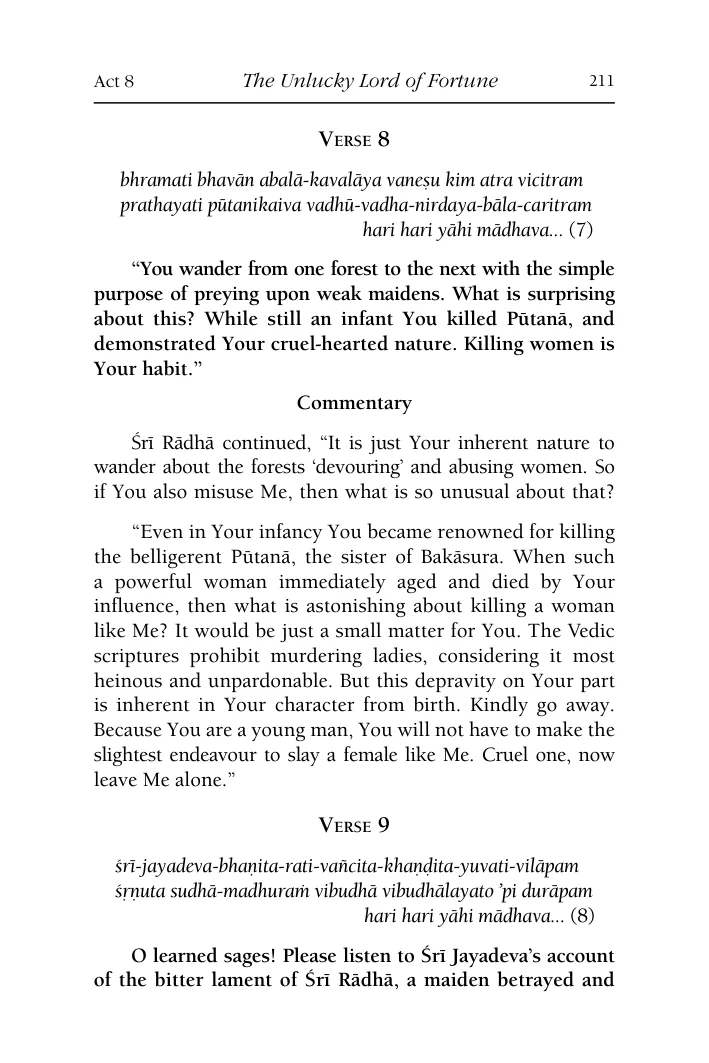 Act 8 The Unlucky Lord of Fortune 211
Verse 8
bhramati bhavān abalā-kavalāya vaneṣu kim atra vicitram
prathayati pūtanikaiva vadhū-vadha-nirdaya-bāla-caritram
hari hari yāhi mādhava... (7)
“You wander from one forest to the next with the simple
purpose of preying upon weak maidens. What is surprising
about this? While still an infant You killed Pūtanā, and
demonstrated Your cruel-hearted nature. Killing women is
Your habit.”
Commentary
Śrī Rādhā continued, “It is just Your inherent nature to
wander about the forests ‘devouring’ and abusing women. So
if You also misuse Me, then what is so unusual about that?
“Even in Your infancy You became renowned for killing
the belligerent Pūtanā, the sister of Bakāsura. When such
a powerful woman immediately aged and died by Your
influence, then what is astonishing about killing a woman
like Me? It would be just a small matter for You. The Vedic
scriptures prohibit murdering ladies, considering it most
heinous and unpardonable. But this depravity on Your part
is inherent in Your character from birth. Kindly go away.
Because You are a young man, You will not have to make the
slightest endeavour to slay a female like Me. Cruel one, now
leave Me alone.”
Verse 9
śrī-jayadeva-bhaṇita-rati-vañcita-khaṇḍita-yuvati-vilāpam
śṛṇuta sudhā-madhuraṁ vibudhā vibudhālayato ’pi durāpam
hari hari yāhi mādhava... (8)
O learned sages! Please listen to Śrī Jayadeva’s account
of the bitter lament of Śrī Rādhā, a maiden betrayed and